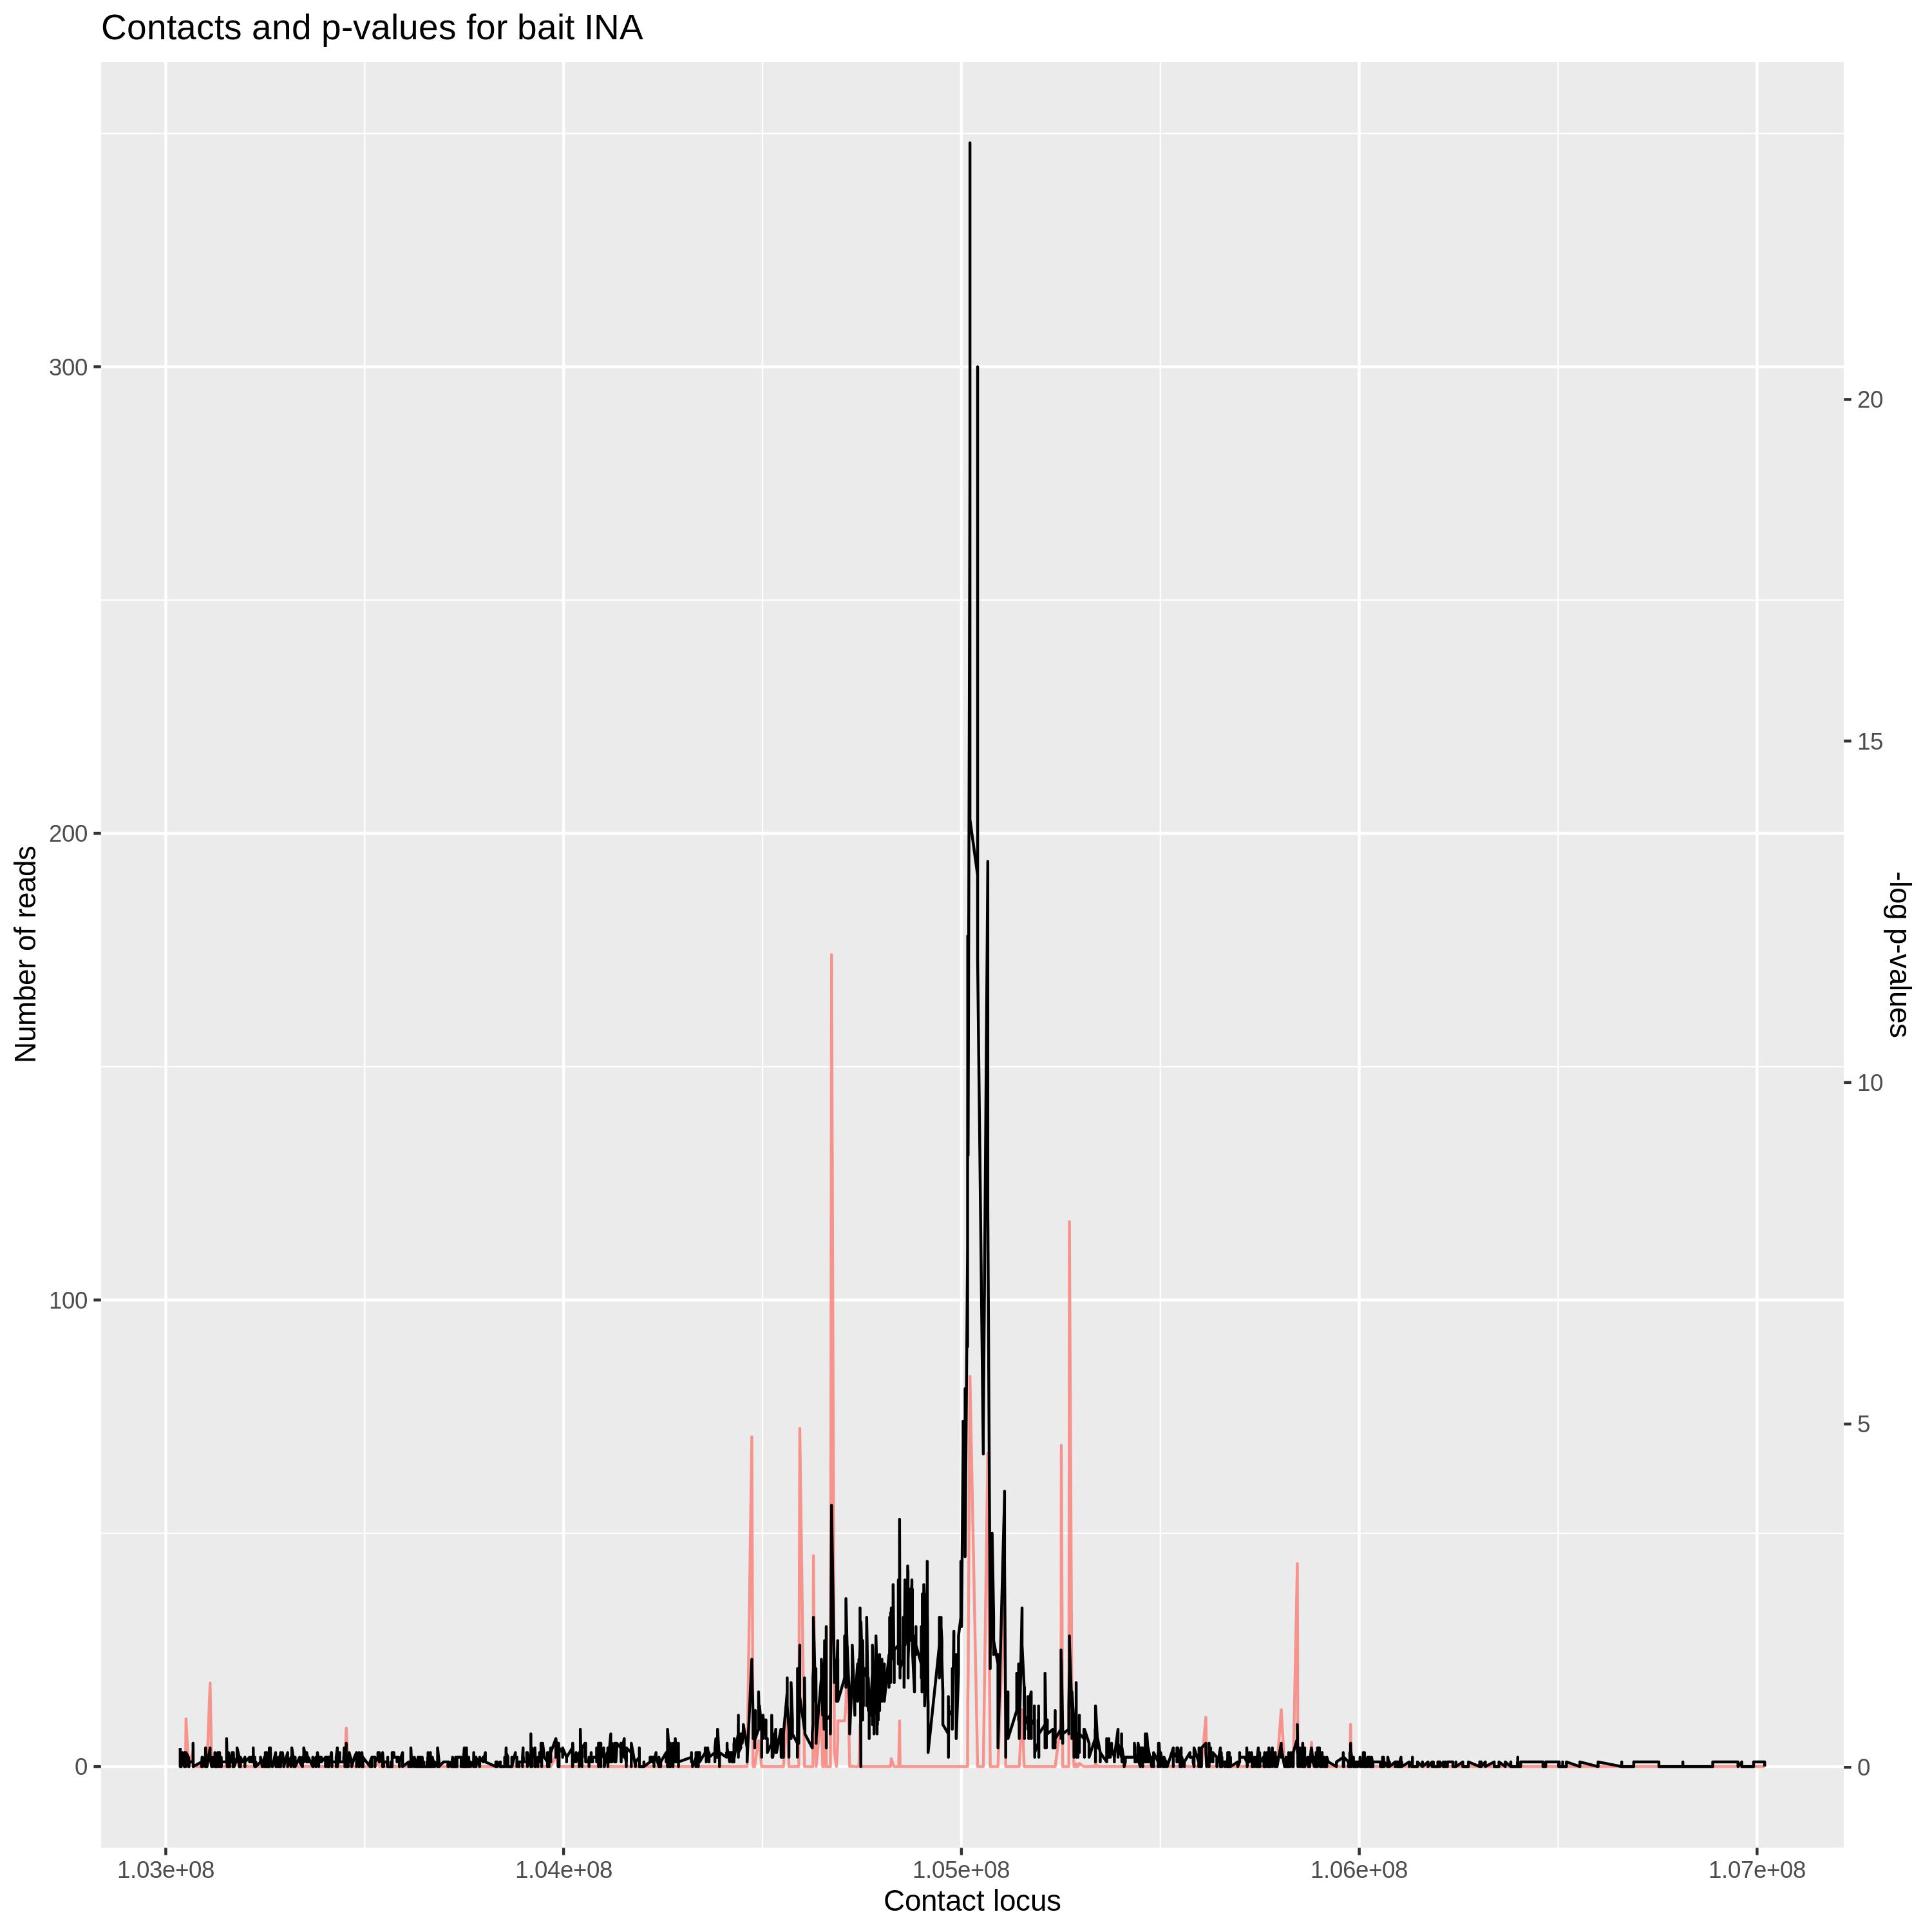 Contacts and p-values for bait INA
Number of reads
300
200
100
0
20
15
10
5
0
-log p-values
1.03e+08 1.04e+08 1.05e+08 1.06e+08 1.07e+08
Contact locus